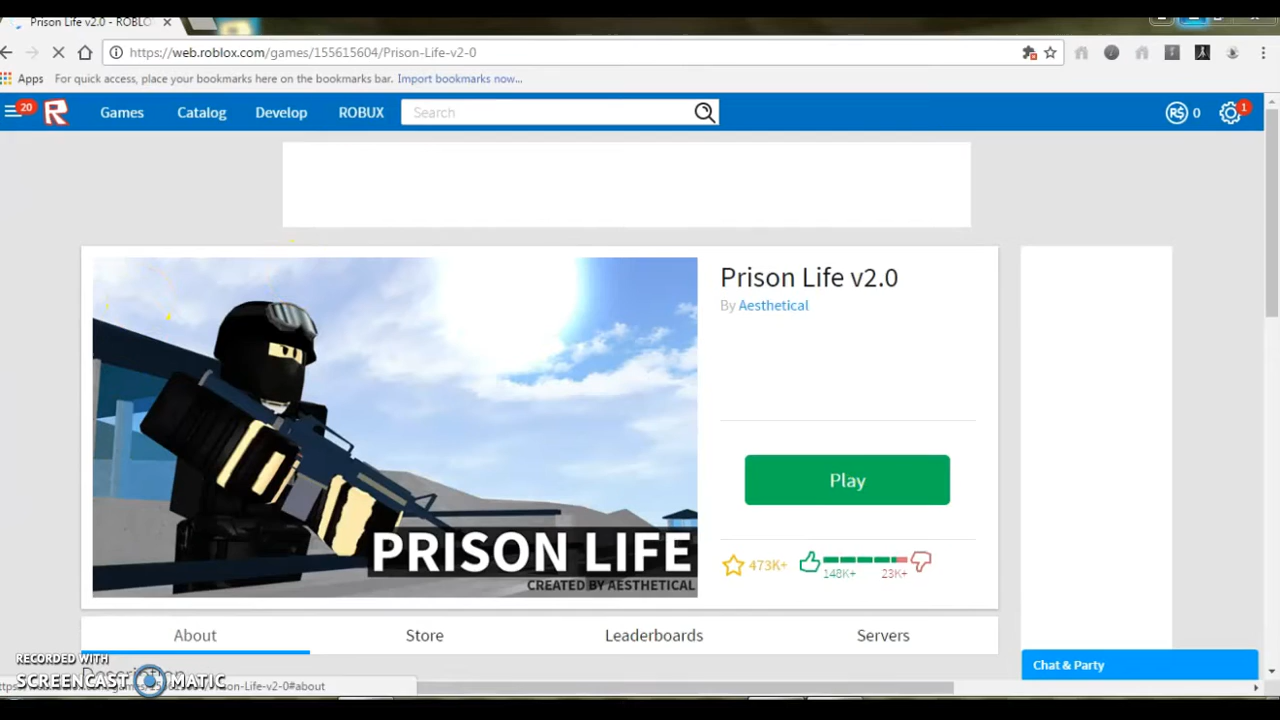 Prison Life v2.0 - ROBLO
https://web.roblox.com/games/155615604/Prison-Life-v2-0
Apps For quick access, place your bookmarks here on the bookmarks bar. Import bookmarks now...
20 Games Catalog Develop ROBUX Search R$ 0 1
Prison Life v2.0
By Aesthetical
Play
PRISON LIFE
CREATED BY AESTHETICAL
473K+ 148K+ 23K+
About Store Leaderboards Servers
RECORDED WITH
SCREENCAST MATIC
Chat & Party